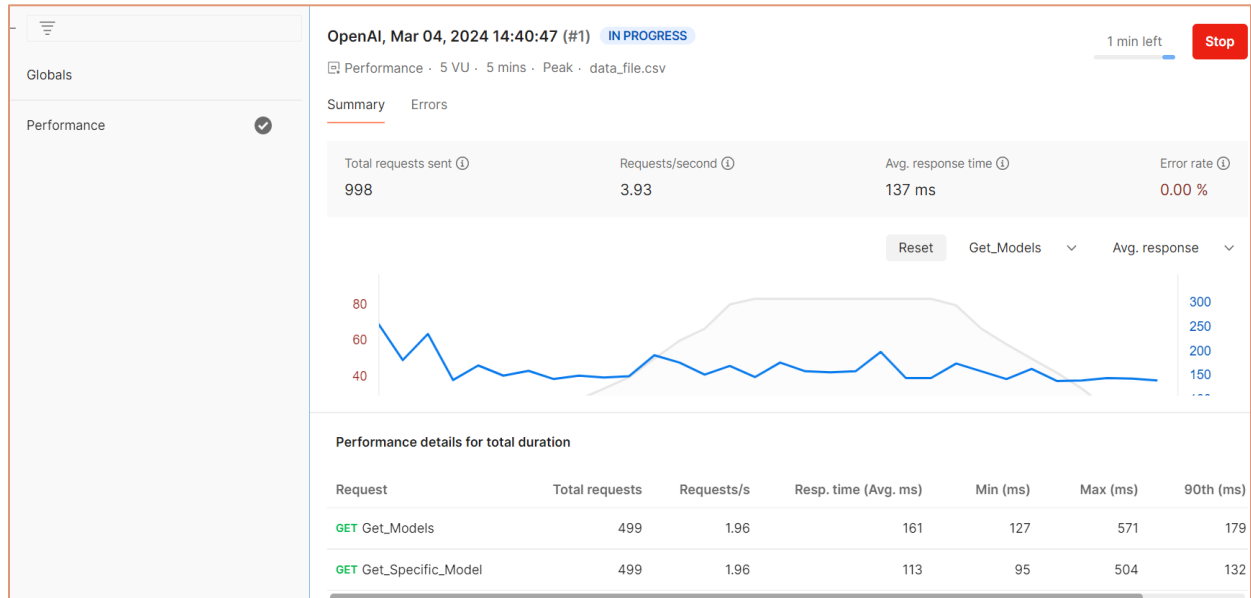 OpenAI, Mar 04, 2024 14:40:47 (#1) IN PROGRESS
1 min left
Stop
Performance · 5 VU · 5 mins · Peak · data_file.csv
Globals
Performance
Summary Errors
Total requests sent Requests/second Avg. response time Error rate
998 3.93 137 ms 0.00 %
Reset Get_Models Avg. response
80
60
40
300
250
200
150
Performance details for total duration
Request Total requests Requests/s Resp. time (Avg. ms) Min (ms) Max (ms) 90th (ms)
GET Get_Models 499 1.96 161 127 571 179
GET Get_Specific_Model 499 1.96 113 95 504 132